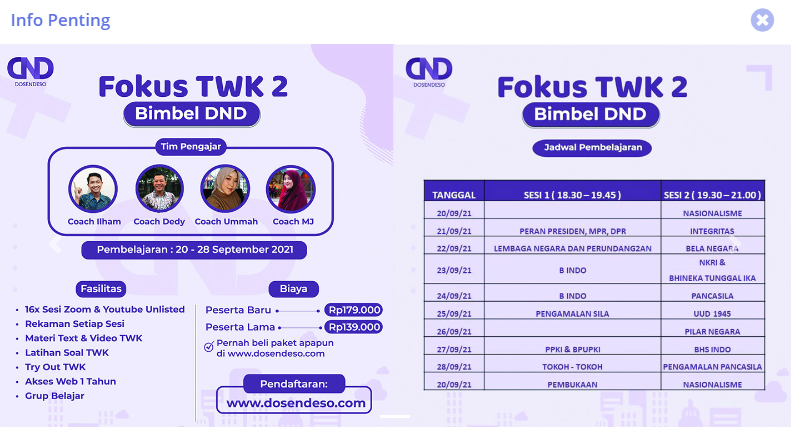 Info Penting
DND
DOSENDESO
Fokus TWK 2
Bimbel DND
Tim Pengajar
Coach Ilham Coach Dedy Coach Ummah Coach MJ
Pembelajaran : 20 - 28 September 2021
Fasilitas
• 16x Sesi Zoom & Youtube Unlisted
• Rekaman Setiap Sesi
• Materi Text & Video TWK
• Latihan Soal TWK
• Try Out TWK
• Akses Web 1 Tahun
• Grup Belajar
Biaya
Peserta Baru Rp179.000
Peserta Lama Rp139.000
Pernah beli paket apapun
di www.dosendeso.com
Pendaftaran:
www.dosendeso.com
DND
DOSENDESO
Fokus TWK 2
Bimbel DND
Jadwal Pembelajaran
TANGGAL SESI 1 ( 18.30 – 19.45 ) SESI 2 ( 19.30 – 21.00 )
20/09/21 NASIONALISME
21/09/21 PERAN PRESIDEN, MPR, DPR INTEGRITAS
22/09/21 LEMBAGA NEGARA DAN PERUNDANG2AN BELA NEGARA
23/09/21 B INDO NKRI &
BHINEKA TUNGGAL IKA
24/09/21 B INDO PANCASILA
25/09/21 PENGAMALAN SILA UUD 1945
26/09/21 PILAR NEGARA
27/09/21 PPKI & BPUPKI BHS INDO
28/09/21 TOKOH - TOKOH PENGAMALAN PANCASILA
20/09/21 PEMBUKAAN NASIONALISME